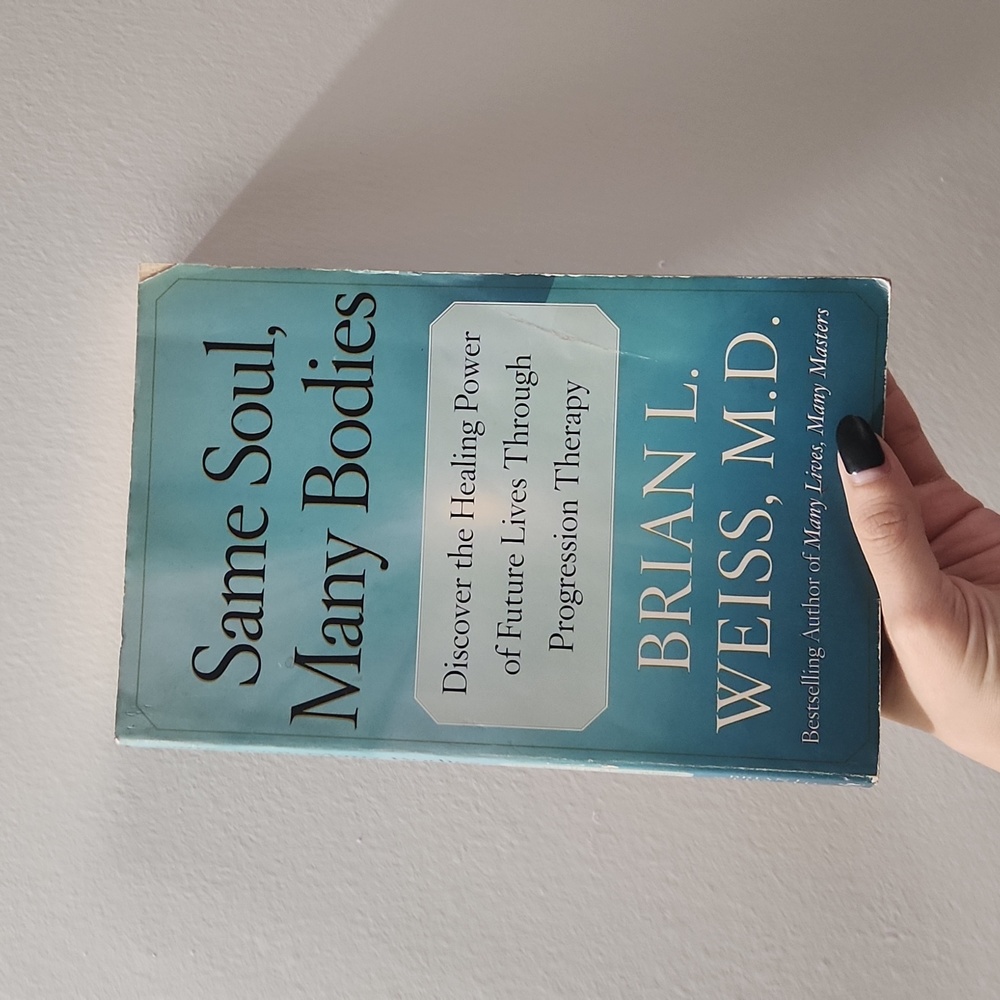 Same Soul,
Many Bodies
Discover the Healing Power
of Future Lives Through
Progression Therapy
BRIAN L.
WEISS, M.D.
Bestselling Author of Many Lives, Many Masters